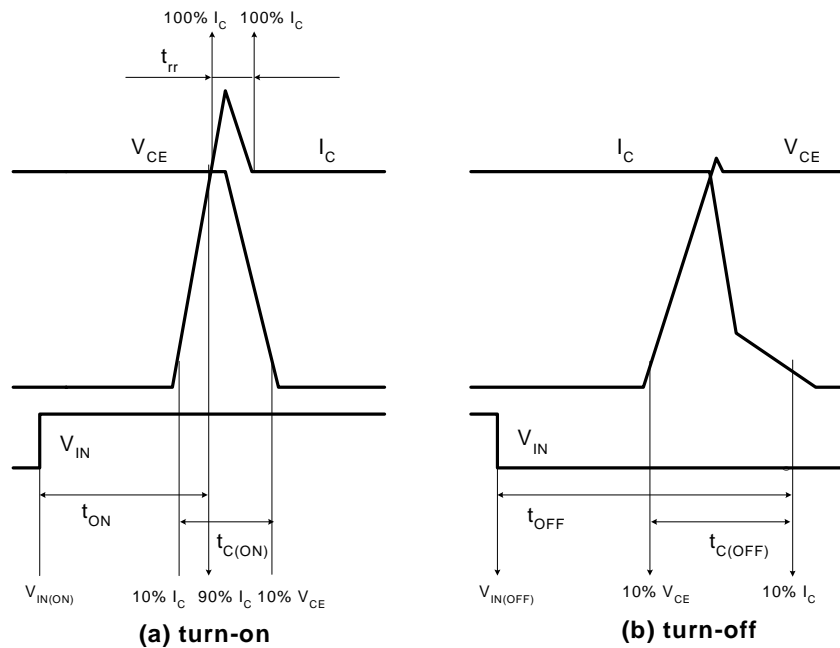 100% I_C 100% I_C
t_rr
V_CE I_C
V_IN
t_ON
t_C(ON)
V_IN(ON) 10% I_C 90% I_C 10% V_CE
(a) turn-on
I_C V_CE
V_IN
t_OFF
t_C(OFF)
V_IN(OFF) 10% V_CE 10% I_C
(b) turn-off